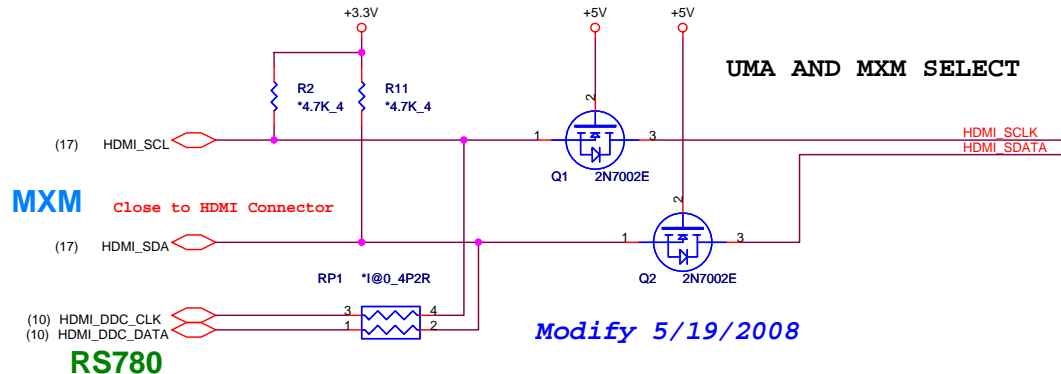 +3.3V
+5V
+5V
UMA AND MXM SELECT
R2
*4.7K_4
R11
*4.7K_4
2
(17) HDMI_SCL
1
3
HDMI_SCLK
HDMI_SDATA
Q1
2N7002E
2
MXM
Close to HDMI Connector
(17) HDMI_SDA
1
3
Q2
2N7002E
RP1
*I@0_4P2R
(10) HDMI_DDC_CLK
3
4
(10) HDMI_DDC_DATA
1
2
Modify 5/19/2008
RS780